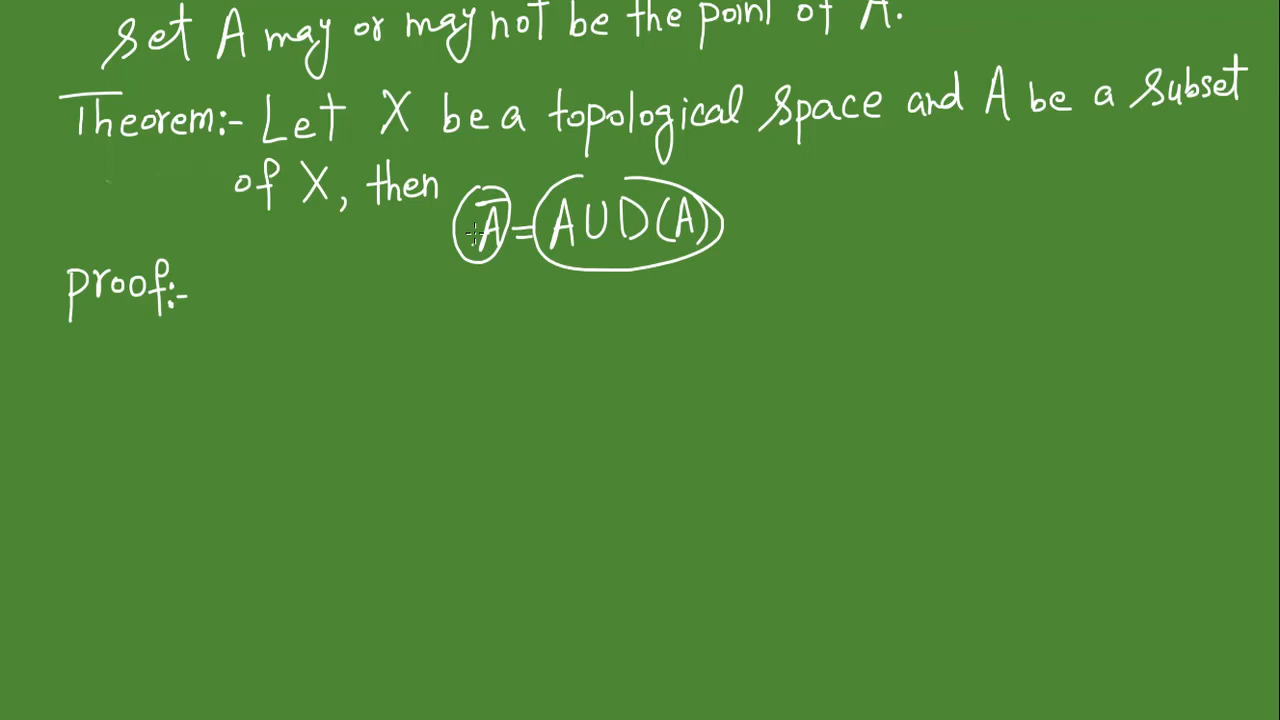 set A may or may not be the point of A.
Theorem:- Let X be a topological space and A be a subset
of X, then
A̅ = A∪D(A)
Proof:-